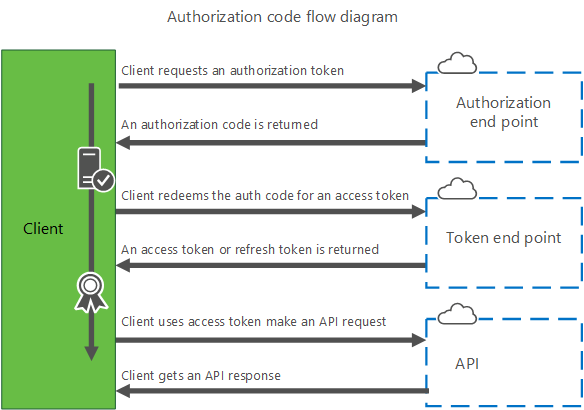 Authorization code flow diagram
Client requests an authorization token
Authorization
end point
An authorization code is returned
Client redeems the auth code for an access token
Client
Token end point
An access token or refresh token is returned
Client uses access token make an API request
API
Client gets an API response